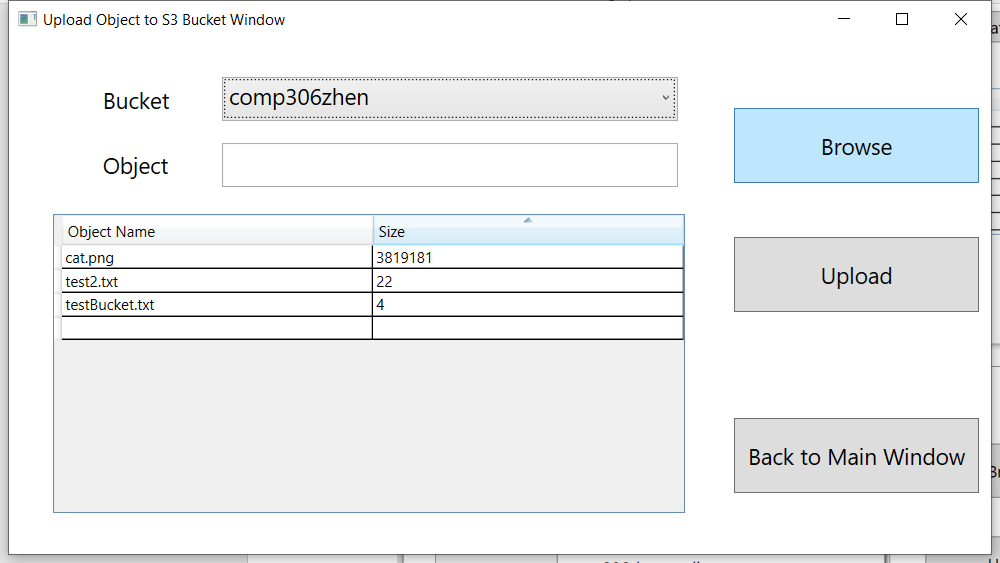 Upload Object to S3 Bucket Window
Bucket
comp306zhen
Browse
Object
Object Name Size
cat.png 3819181
test2.txt 22
testBucket.txt 4
Upload
Back to Main Window